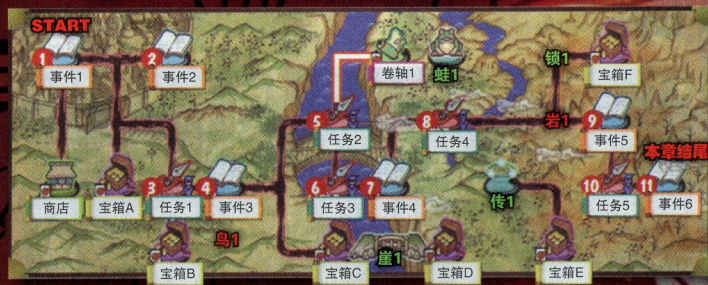 START
1
事件1
2
事件2
卷轴1
蛙1
锁1
宝箱F
5
任务2
8
任务4
岩1
9
事件5
本章结尾
商店
宝箱A
3
任务1
4
事件3
6
任务3
7
事件4
传1
10
任务5
11
事件6
鸟1
宝箱B
宝箱C
崖1
宝箱D
宝箱E